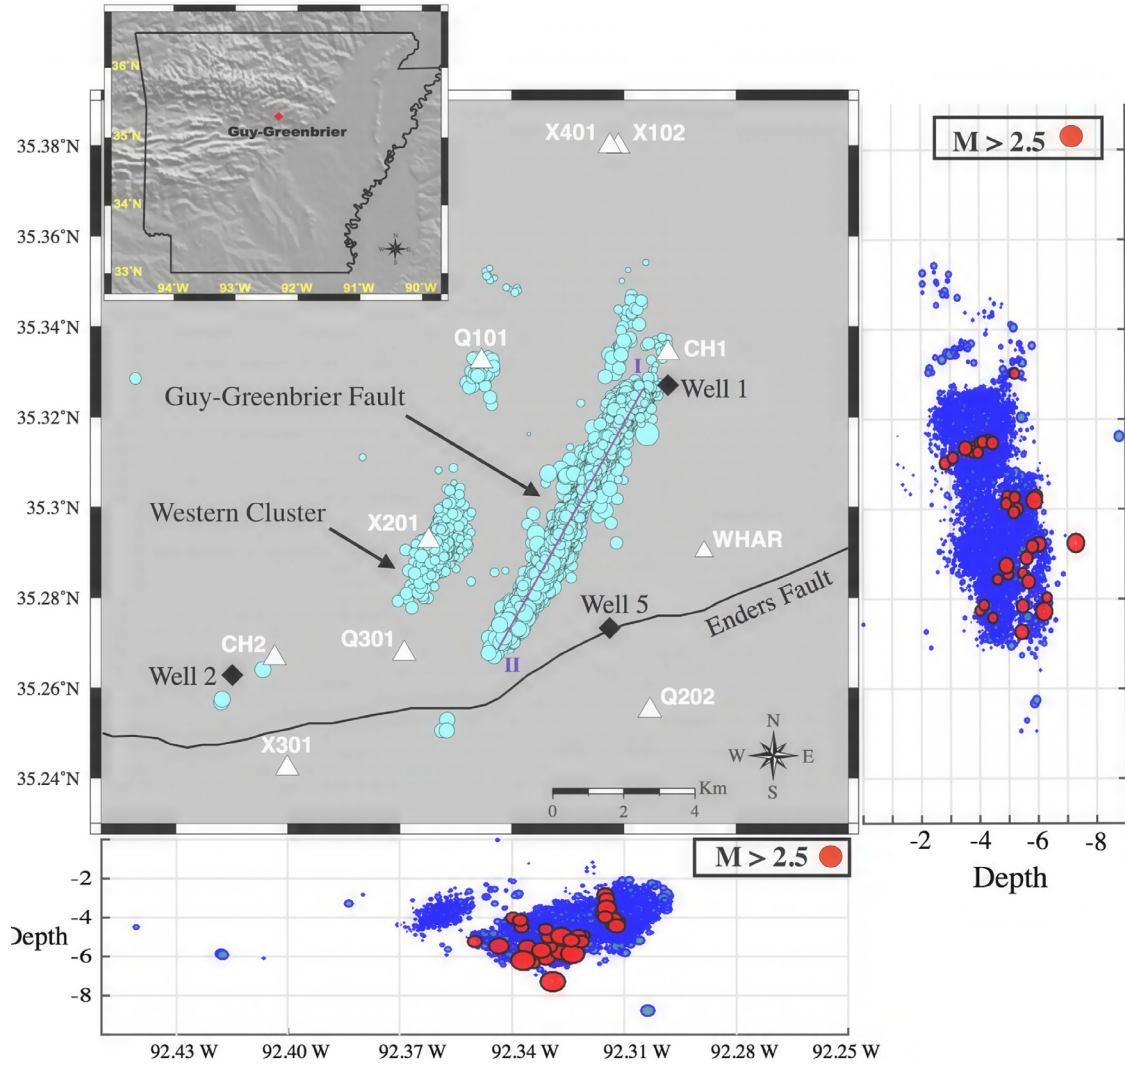 36°N
Guy-Greenbrier
35°N
34°N
33°N
94°W 93°W 92°W 91°W 90°W
N
W E
S
X401 X102
M > 2.5
35.38°N
35.36°N
35.34°N
Q101
CH1
I
Well 1
Guy-Greenbrier Fault
35.32°N
Western Cluster
X201
35.3°N
WHAR
35.28°N
Well 5
Enders Fault
CH2
Q301
Well 2
II
35.26°N
Q202
X301
N
W E
S
35.24°N
Km
0 2 4
-2 -4 -6 -8
Depth
M > 2.5
-2
-4
Depth
-6
-8
92.43 W 92.40 W 92.37 W 92.34 W 92.31 W 92.28 W 92.25 W